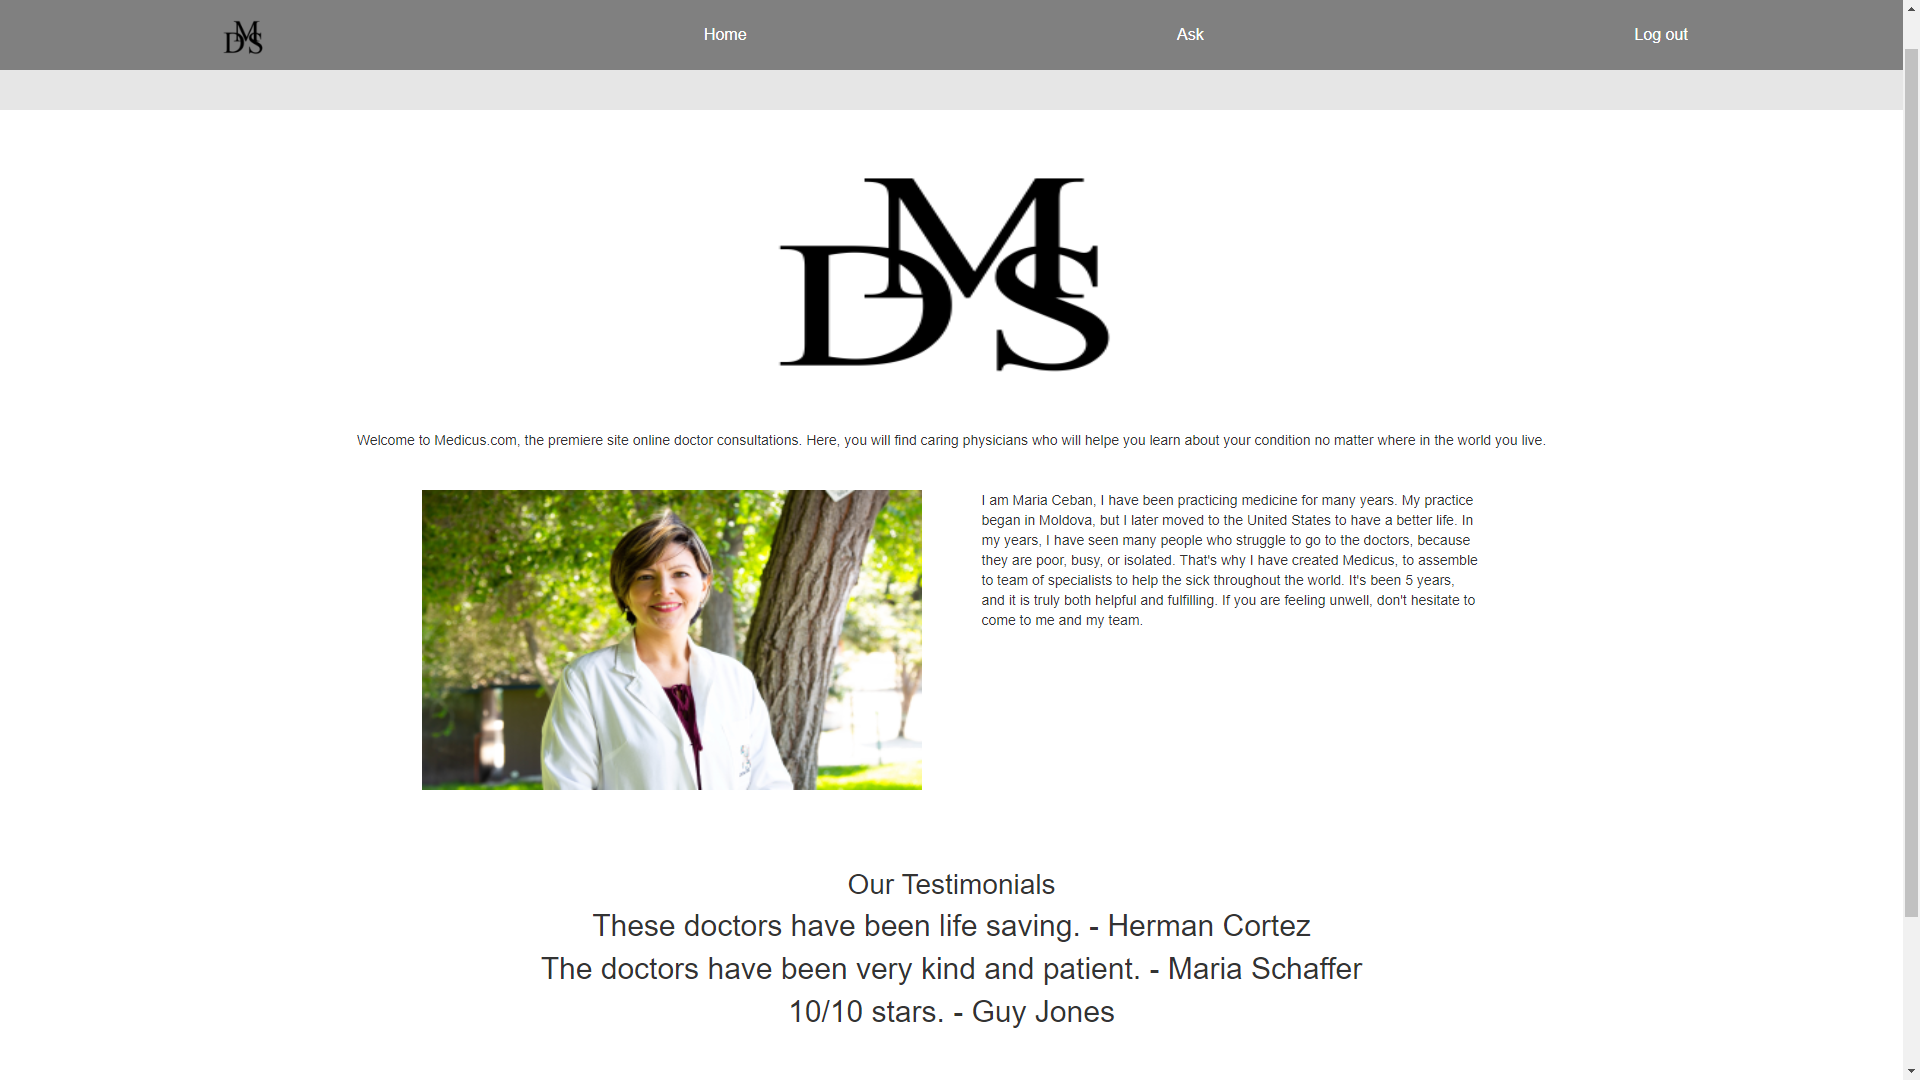 DMS
Home
Ask
Log out
DMS
Welcome to Medicus.com, the premiere site online doctor consultations. Here, you will find caring physicians who will helpe you learn about your condition no matter where in the world you live.
I am Maria Ceban, I have been practicing medicine for many years. My practice
began in Moldova, but I later moved to the United States to have a better life. In
my years, I have seen many people who struggle to go to the doctors, because
they are poor, busy, or isolated. That's why I have created Medicus, to assemble
to team of specialists to help the sick throughout the world. It's been 5 years,
and it is truly both helpful and fulfilling. If you are feeling unwell, don't hesitate to
come to me and my team.
Our Testimonials
These doctors have been life saving. - Herman Cortez
The doctors have been very kind and patient. - Maria Schaffer
10/10 stars. - Guy Jones